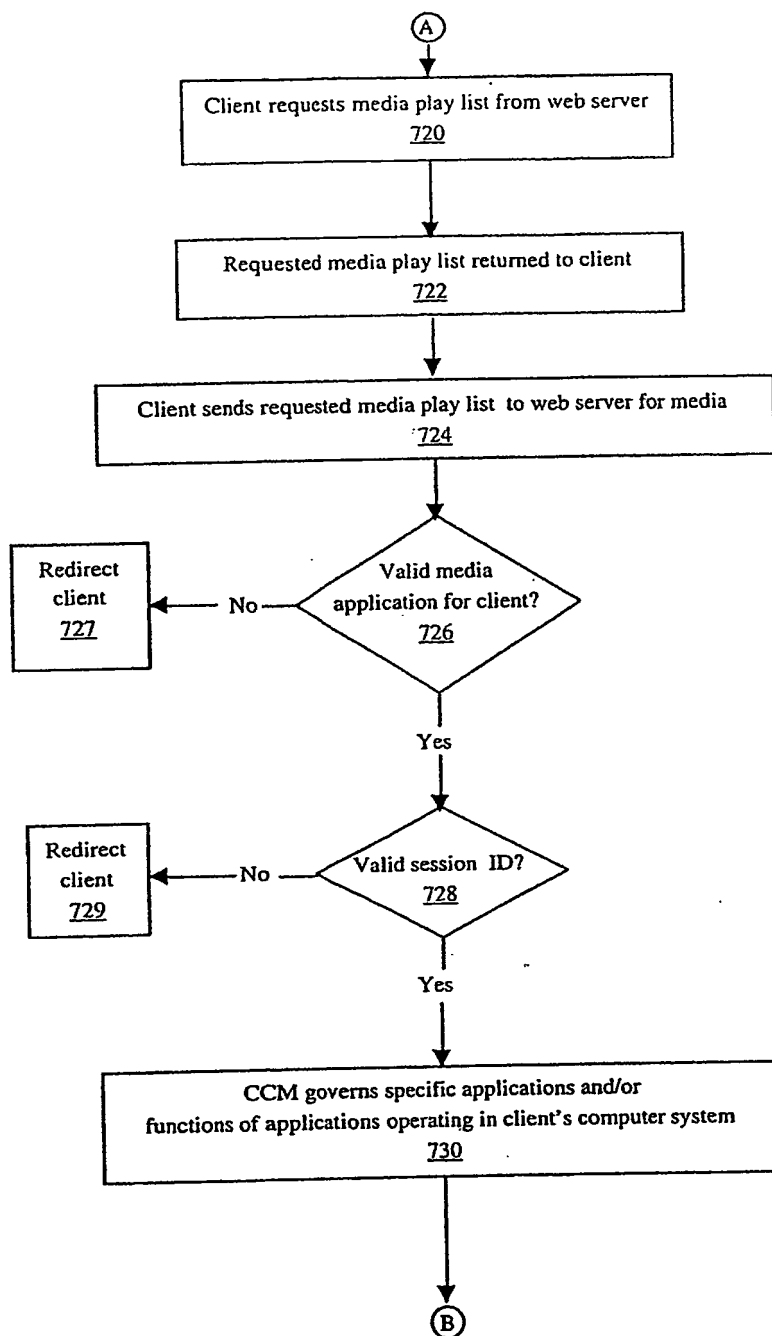 A
Client requests media play list from web server
720
Requested media play list returned to client
722
Client sends requested media play list to web server for media
724
Valid media
application for client?
726
No
Redirect
client
727
Yes
Valid session ID?
728
No
Redirect
client
729
Yes
CCM governs specific applications and/or
functions of applications operating in client's computer system
730
B